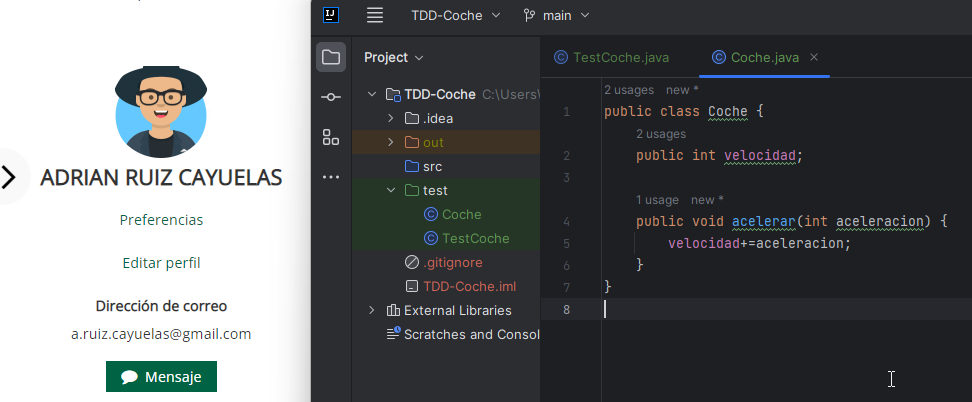 ADRIAN RUIZ CAYUELAS
Preferencias
Editar perfil
Dirección de correo
a.ruiz.cayuelas@gmail.com
Mensaje
IJ
TDD-Coche
main
Project
TDD-Coche C:\Users\
.idea
out
src
test
Coche
TestCoche
.gitignore
TDD-Coche.iml
External Libraries
Scratches and Consol
TestCoche.java
Coche.java
2 usages new *
1 public class Coche {
2 usages
2 public int velocidad;
3
1 usage new *
4 public void acelerar(int aceleracion) {
5 velocidad+=aceleracion;
6 }
7 }
8